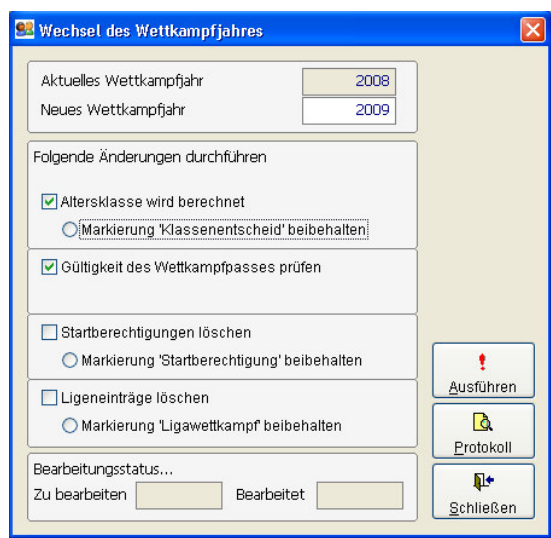 Wechsel des Wettkampfjahres
Aktuelles Wettkampfjahr 2008
Neues Wettkampfjahr 2009
Folgende Änderungen durchführen
Altersklasse wird berechnet
Markierung 'Klassenentscheid' beibehalten
Gültigkeit des Wettkampfpasses prüfen
Startberechtigungen löschen
Markierung 'Startberechtigung' beibehalten
Ligeneinträge löschen
Markierung 'Ligawettkampf' beibehalten
Bearbeitungsstatus...
Zu bearbeiten Bearbeitet
Ausführen
Protokoll
Schließen